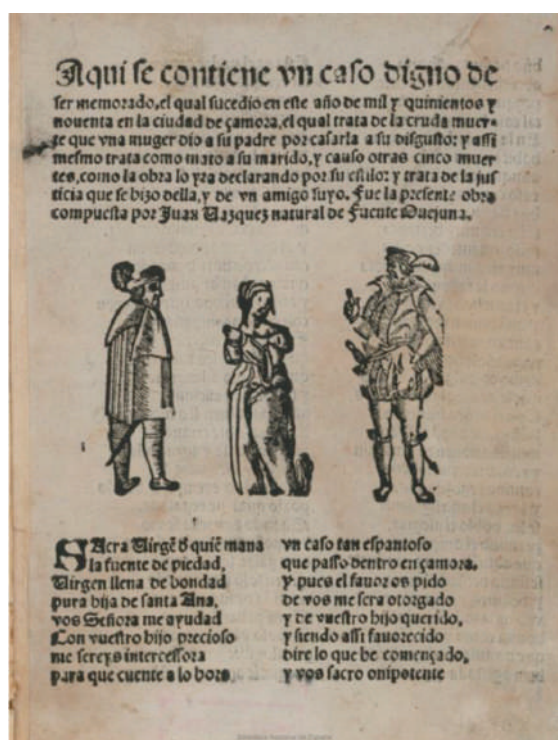 Aqui se contiene vn caso digno de
ser memorado, el qual sucedio en este año de mil y quinientos y
nouenta en la ciudad de çamora, el qual trata de la cruda muer-
te que vna muger dio a su padre por casarla a su disgusto: y assi
mesmo trata como mato a su marido, y causo otras cinco muer
tes, como la obra lo yra declarando por su estilo: y trata de la jus
ticia que se hizo della, y de vn amigo suyo. Fue la presente obra
compuesta por Juan Vazquez natural de Fuente Ouejuna.
SAcra Uirgẽ d quiẽ mana
la fuente de piedad,
Uirgen llena de bondad
pura hija de santa Ana,
vos Señora me ayudad
Con vuestro hijo precioso
me sereys intercessora
para que cuente a lo hora,
vn caso tan espantoso
que passo dentro en çamora.
y pues el fauor os pido
de vos me sera otorgado
y de vuestro hijo querido,
y siendo assi fauorecido
dire lo que he començado,
y vos sacro onipotente